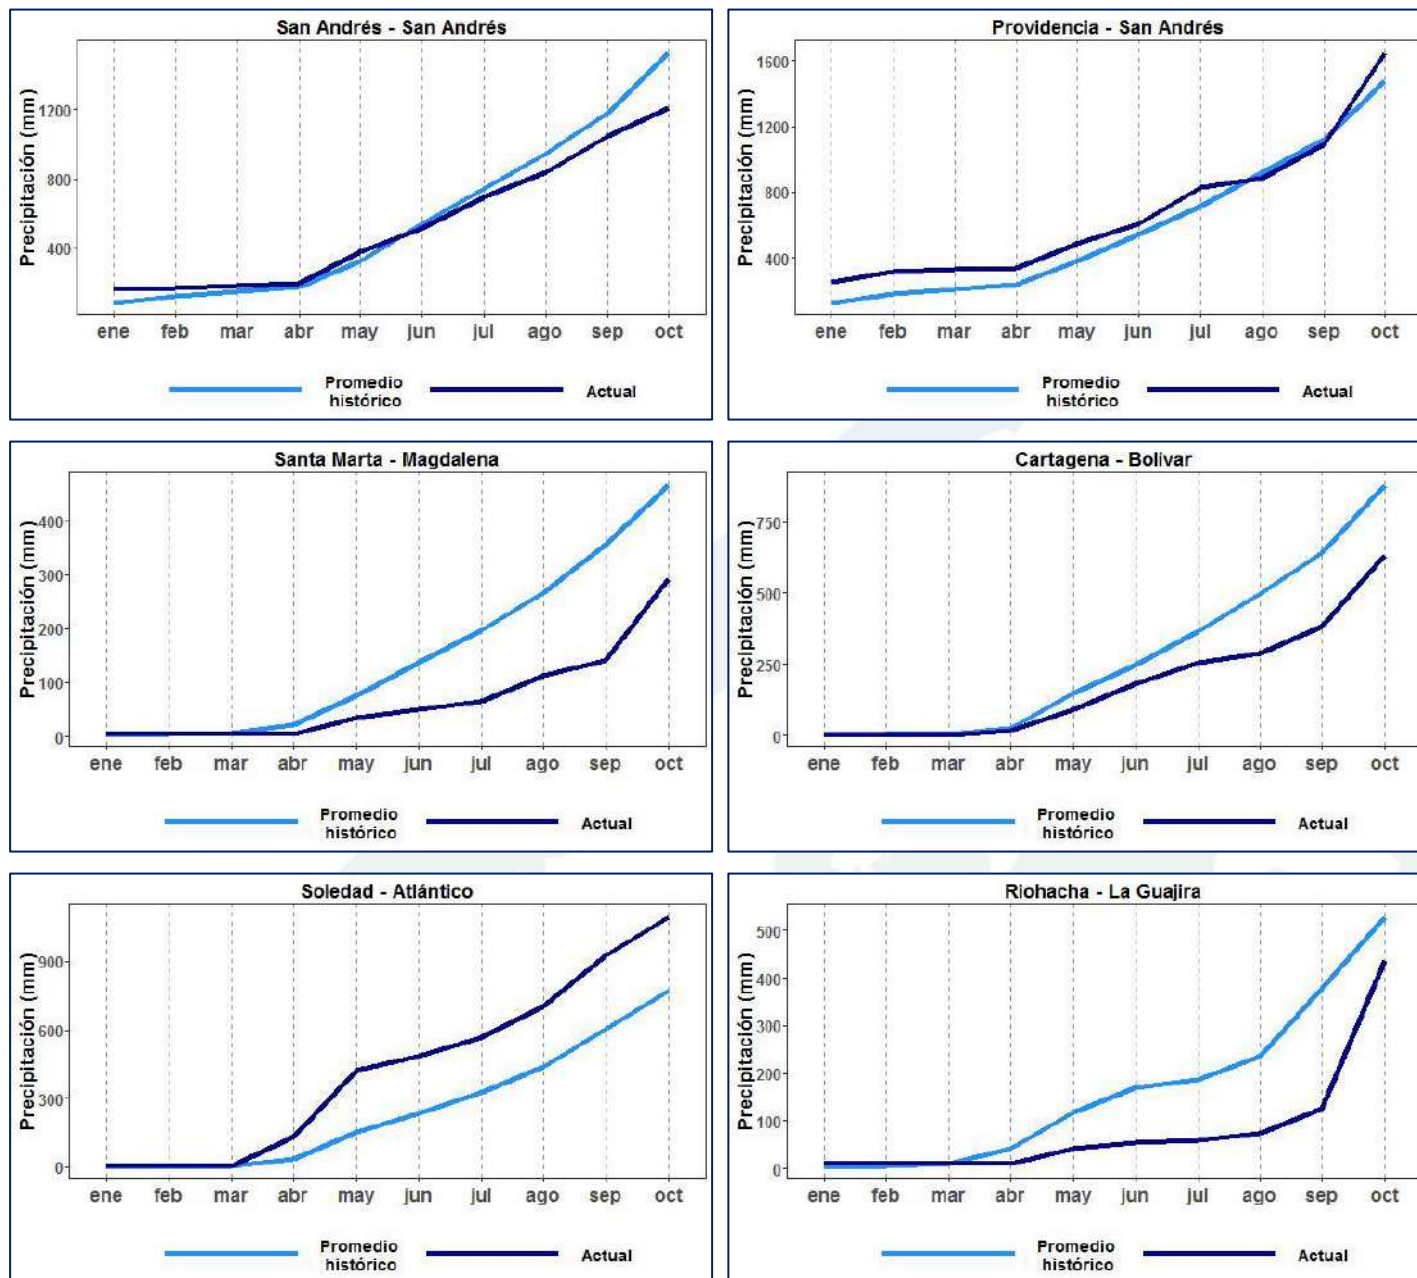 San Andrés - San Andrés
Precipitación (mm)
1200
800
400
ene feb mar abr may jun jul ago sep oct
Promedio
histórico
Actual
Providencia - San Andrés
Precipitación (mm)
1600
1200
800
400
ene feb mar abr may jun jul ago sep oct
Promedio
histórico
Actual
Santa Marta - Magdalena
Precipitación (mm)
400
300
200
100
0
ene feb mar abr may jun jul ago sep oct
Promedio
histórico
Actual
Cartagena - Bolívar
Precipitación (mm)
750
500
250
0
ene feb mar abr may jun jul ago sep oct
Promedio
histórico
Actual
Soledad - Atlántico
Precipitación (mm)
900
600
300
0
ene feb mar abr may jun jul ago sep oct
Promedio
histórico
Actual
Riohacha - La Guajira
Precipitación (mm)
500
400
300
200
100
0
ene feb mar abr may jun jul ago sep oct
Promedio
histórico
Actual